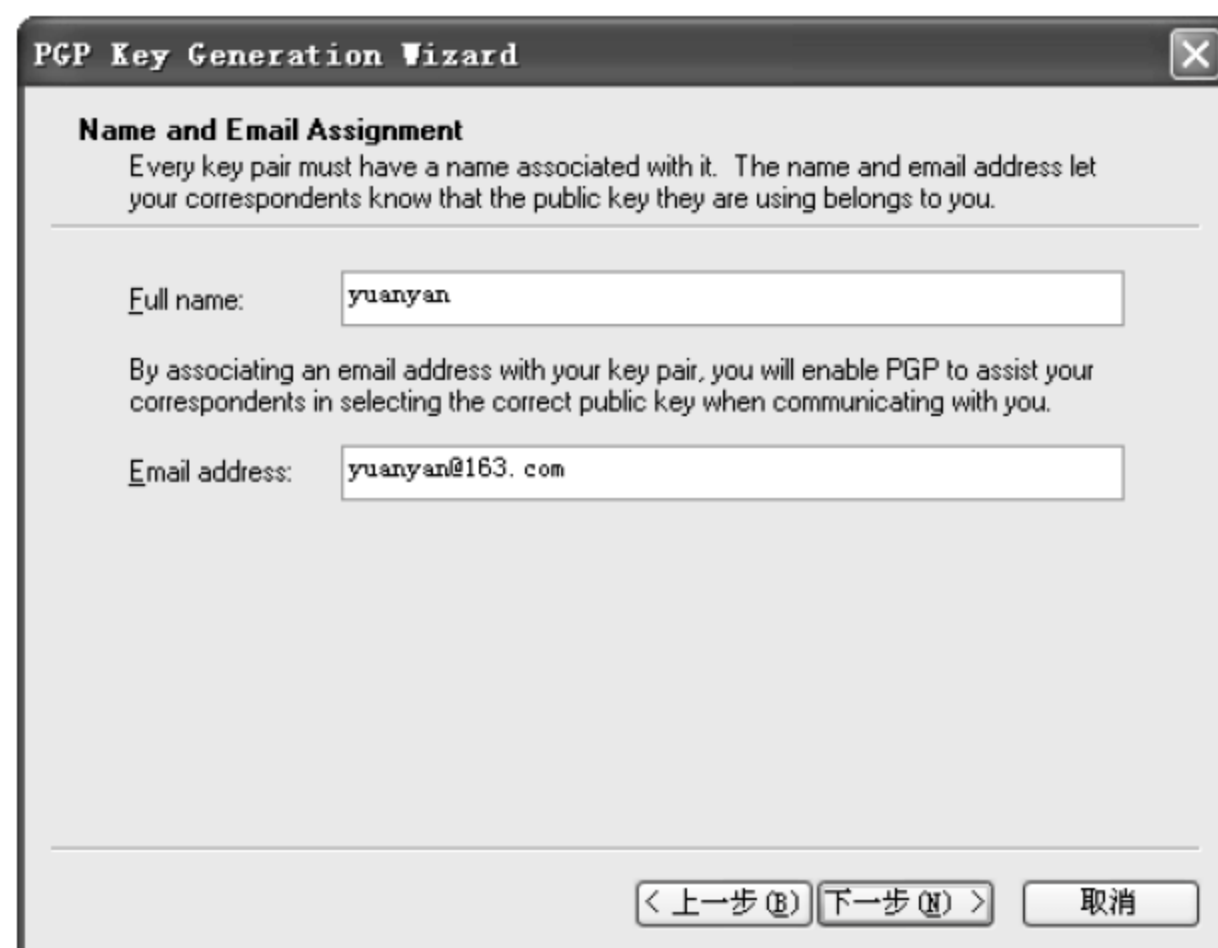 PGP Key Generation Wizard
Name and Email Assignment
Every key pair must have a name associated with it. The name and email address let
your correspondents know that the public key they are using belongs to you.
Full name:
yuanyan
By associating an email address with your key pair, you will enable PGP to assist your
correspondents in selecting the correct public key when communicating with you.
Email address:
yuanyan@163.com
< 上一步(B) 下一步(N) > 取消